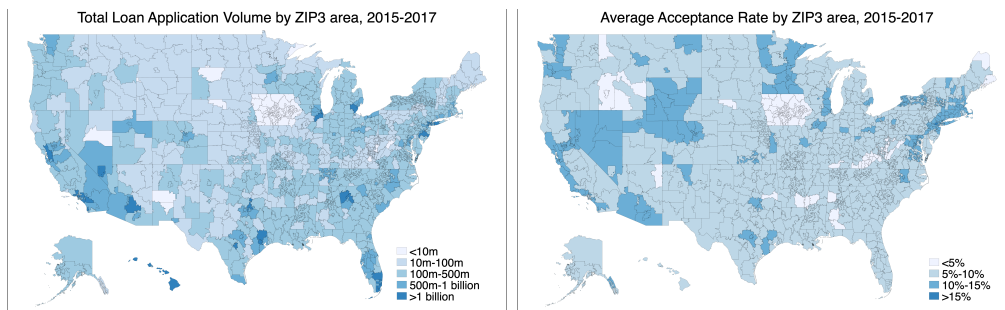 Total Loan Application Volume by ZIP3 area, 2015-2017
<10m
10m-100m
100m-500m
500m-1 billion
>1 billion
Average Acceptance Rate by ZIP3 area, 2015-2017
<5%
5%-10%
10%-15%
>15%